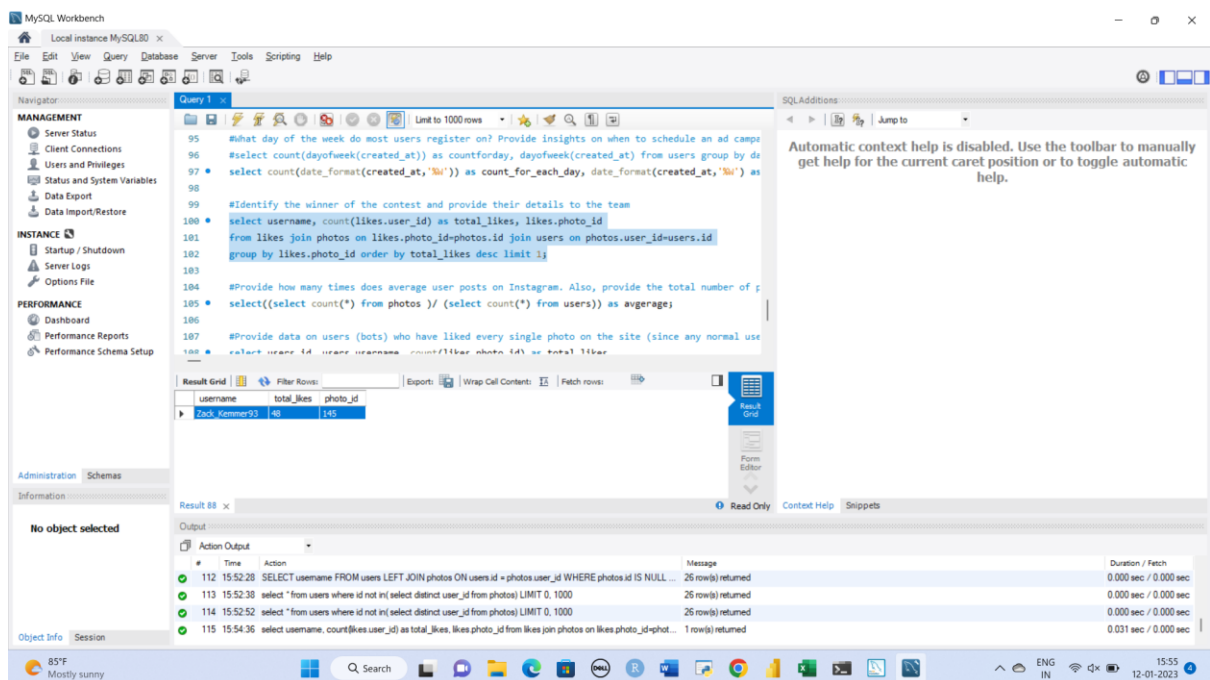 MySQL Workbench
Local instance MySQL80 ×
File Edit View Query Database Server Tools Scripting Help
Navigator
MANAGEMENT
Server Status
Client Connections
Users and Privileges
Status and System Variables
Data Export
Data Import/Restore
INSTANCE
Startup / Shutdown
Server Logs
Options File
PERFORMANCE
Dashboard
Performance Reports
Performance Schema Setup
Administration Schemas
Information
No object selected
Object Info Session
Query 1 ×
Limit to 1000 rows
95 #What day of the week do most users register on? Provide insights on when to schedule an ad campa
96 #select count(dayofweek(created_at)) as countforday, dayofweek(created_at) from users group by da
97 select count(date_format(created_at,'%W')) as count_for_each_day, date_format(created_at,'%W') as
98
99 #Identify the winner of the contest and provide their details to the team
100 select username, count(likes.user_id) as total_likes, likes.photo_id
101 from likes join photos on likes.photo_id=photos.id join users on photos.user_id=users.id
102 group by likes.photo_id order by total_likes desc limit 1;
103
104 #Provide how many times does average user posts on Instagram. Also, provide the total number of p
105 select((select count(*) from photos )/ (select count(*) from users)) as avgerage;
106
107 #Provide data on users (bots) who have liked every single photo on the site (since any normal use
108 select users.id, users.username, count(likes.photo_id) as total_likes
Result Grid Filter Rows: Export: Wrap Cell Content: Fetch rows:
username total_likes photo_id
Zack_Kemmer93 48 145
Result Grid
Form Editor
Result 88 ×
Read Only
SQLAdditions
Jump to
Automatic context help is disabled. Use the toolbar to manually
get help for the current caret position or to toggle automatic
help.
Context Help Snippets
Output
Action Output
# Time Action Message Duration / Fetch
112 15:52:28 SELECT username FROM users LEFT JOIN photos ON users.id = photos.user_id WHERE photos.id IS NULL ... 26 row(s) returned 0.000 sec / 0.000 sec
113 15:52:38 select * from users where id not in( select distinct user_id from photos) LIMIT 0, 1000 26 row(s) returned 0.000 sec / 0.000 sec
114 15:52:52 select * from users where id not in( select distinct user_id from photos) LIMIT 0, 1000 26 row(s) returned 0.000 sec / 0.000 sec
115 15:54:36 select username, count(likes.user_id) as total_likes, likes.photo_id from likes join photos on likes.photo_id=phot... 1 row(s) returned 0.031 sec / 0.000 sec
85°F
Mostly sunny
Search
DELL
ENG
IN
15:55
12-01-2023
4